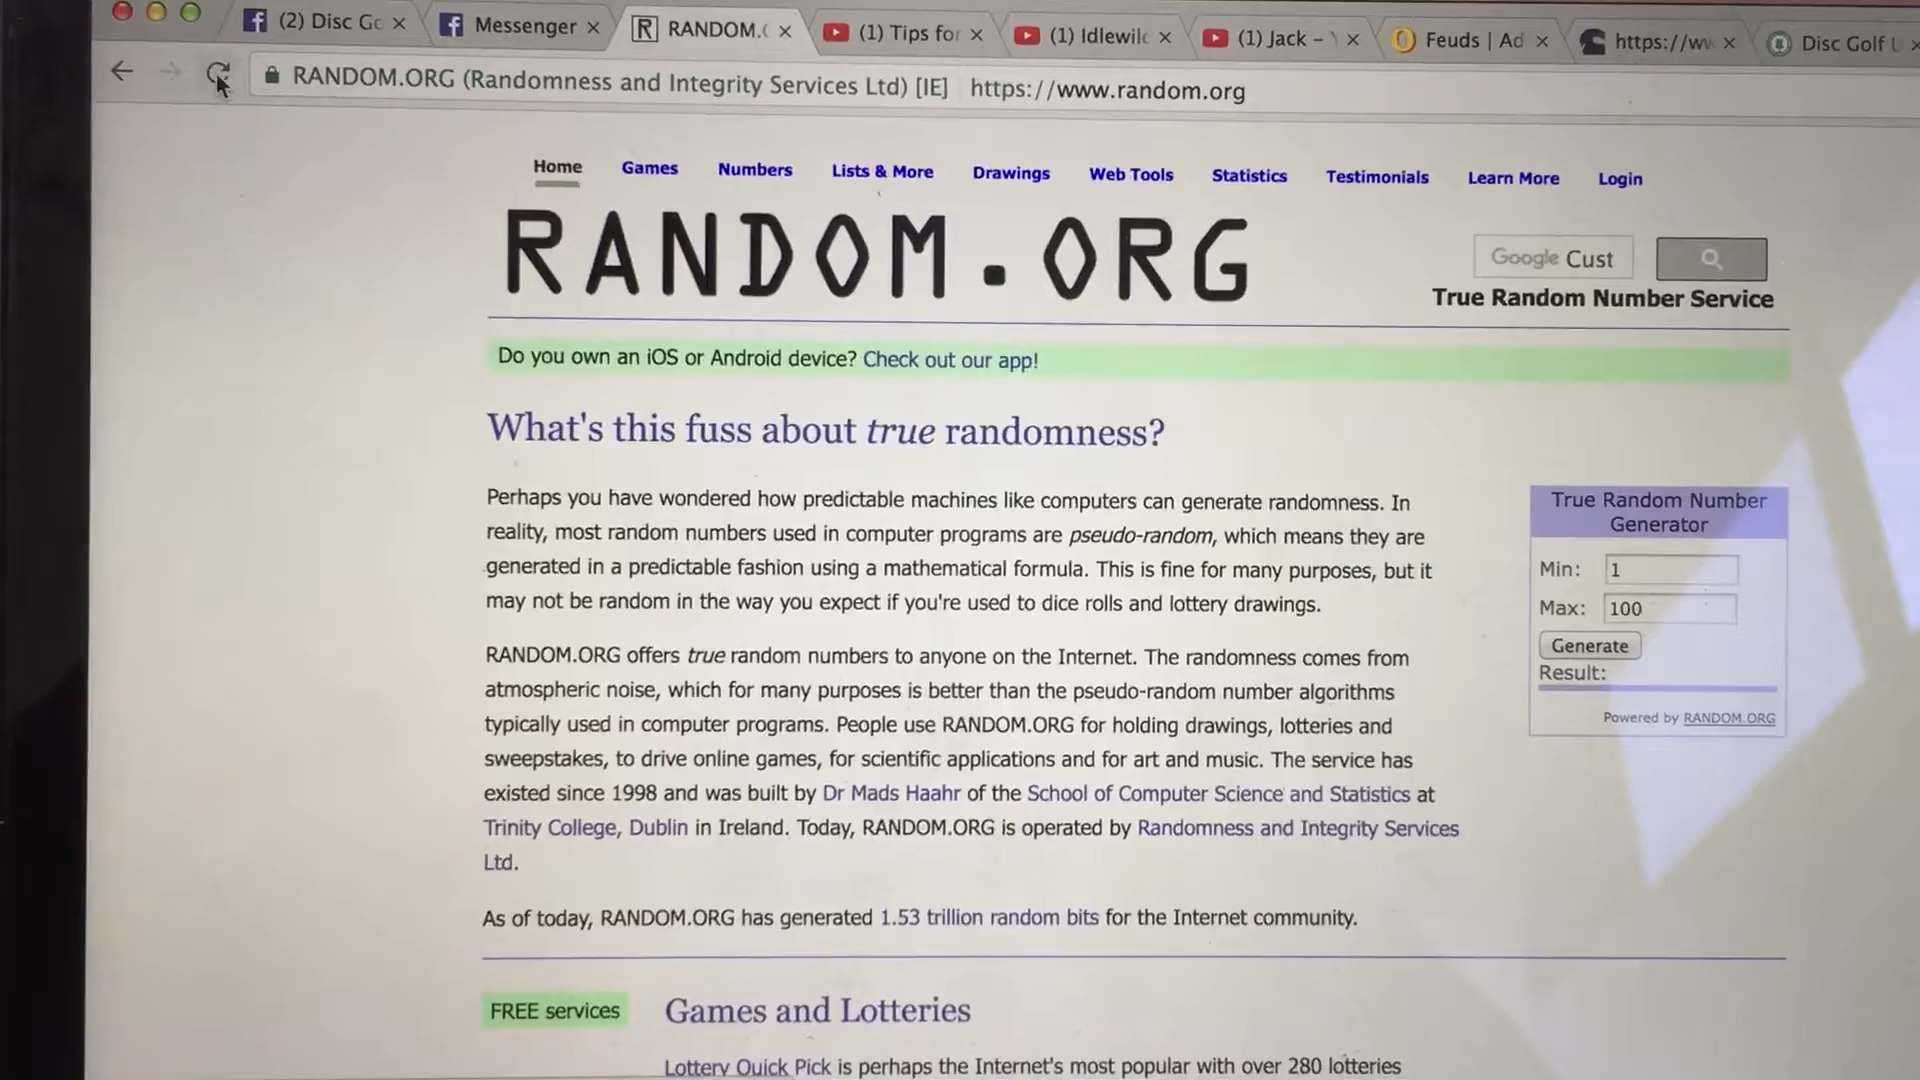 (2) Disc Go
Messenger
RANDOM.
(1) Tips for
(1) Idlewild
(1) Jack –
Feuds | Ad
https://ww
Disc Golf
RANDOM.ORG (Randomness and Integrity Services Ltd) [IE] https://www.random.org
Home Games Numbers Lists & More Drawings Web Tools Statistics Testimonials Learn More Login
RANDOM.ORG
Google Cust
True Random Number Service
Do you own an iOS or Android device? Check out our app!
What's this fuss about true randomness?
Perhaps you have wondered how predictable machines like computers can generate randomness. In
reality, most random numbers used in computer programs are pseudo-random, which means they are
generated in a predictable fashion using a mathematical formula. This is fine for many purposes, but it
may not be random in the way you expect if you're used to dice rolls and lottery drawings.
RANDOM.ORG offers true random numbers to anyone on the Internet. The randomness comes from
atmospheric noise, which for many purposes is better than the pseudo-random number algorithms
typically used in computer programs. People use RANDOM.ORG for holding drawings, lotteries and
sweepstakes, to drive online games, for scientific applications and for art and music. The service has
existed since 1998 and was built by Dr Mads Haahr of the School of Computer Science and Statistics at
Trinity College, Dublin in Ireland. Today, RANDOM.ORG is operated by Randomness and Integrity Services
Ltd.
As of today, RANDOM.ORG has generated 1.53 trillion random bits for the Internet community.
True Random Number
Generator
Min: 1
Max: 100
Generate
Result:
Powered by RANDOM.ORG
FREE services
Games and Lotteries
Lottery Quick Pick is perhaps the Internet's most popular with over 280 lotteries